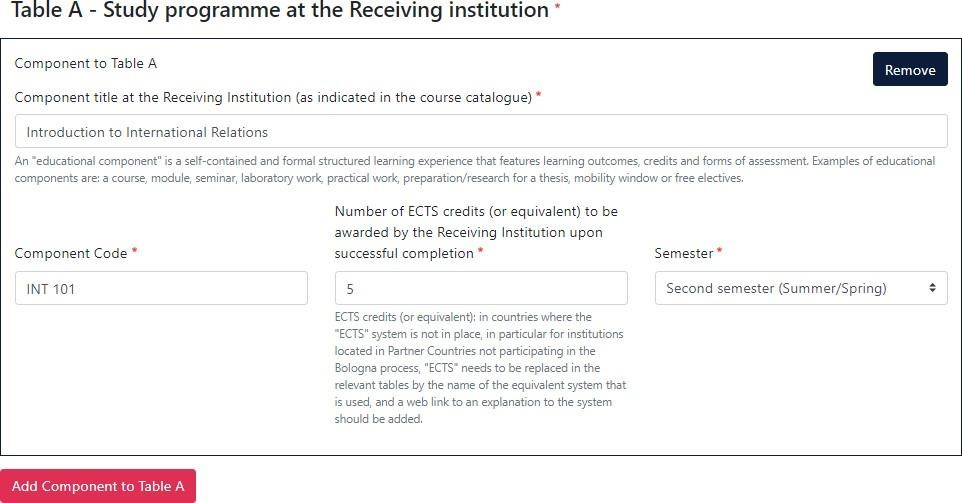 Table A - Study programme at the Receiving institution *
Component to Table A
Remove
Component title at the Receiving Institution (as indicated in the course catalogue) *
Introduction to International Relations
An "educational component" is a self-contained and formal structured learning experience that features learning outcomes, credits and forms of assessment. Examples of educational
components are: a course, module, seminar, laboratory work, practical work, preparation/research for a thesis, mobility window or free electives.
Component Code *
INT 101
Number of ECTS credits (or equivalent) to be
awarded by the Receiving Institution upon
successful completion *
5
ECTS credits (or equivalent): in countries where the
"ECTS" system is not in place, in particular for institutions
located in Partner Countries not participating in the
Bologna process, "ECTS" needs to be replaced in the
relevant tables by the name of the equivalent system that
is used, and a web link to an explanation to the system
should be added.
Semester *
Second semester (Summer/Spring)
Add Component to Table A